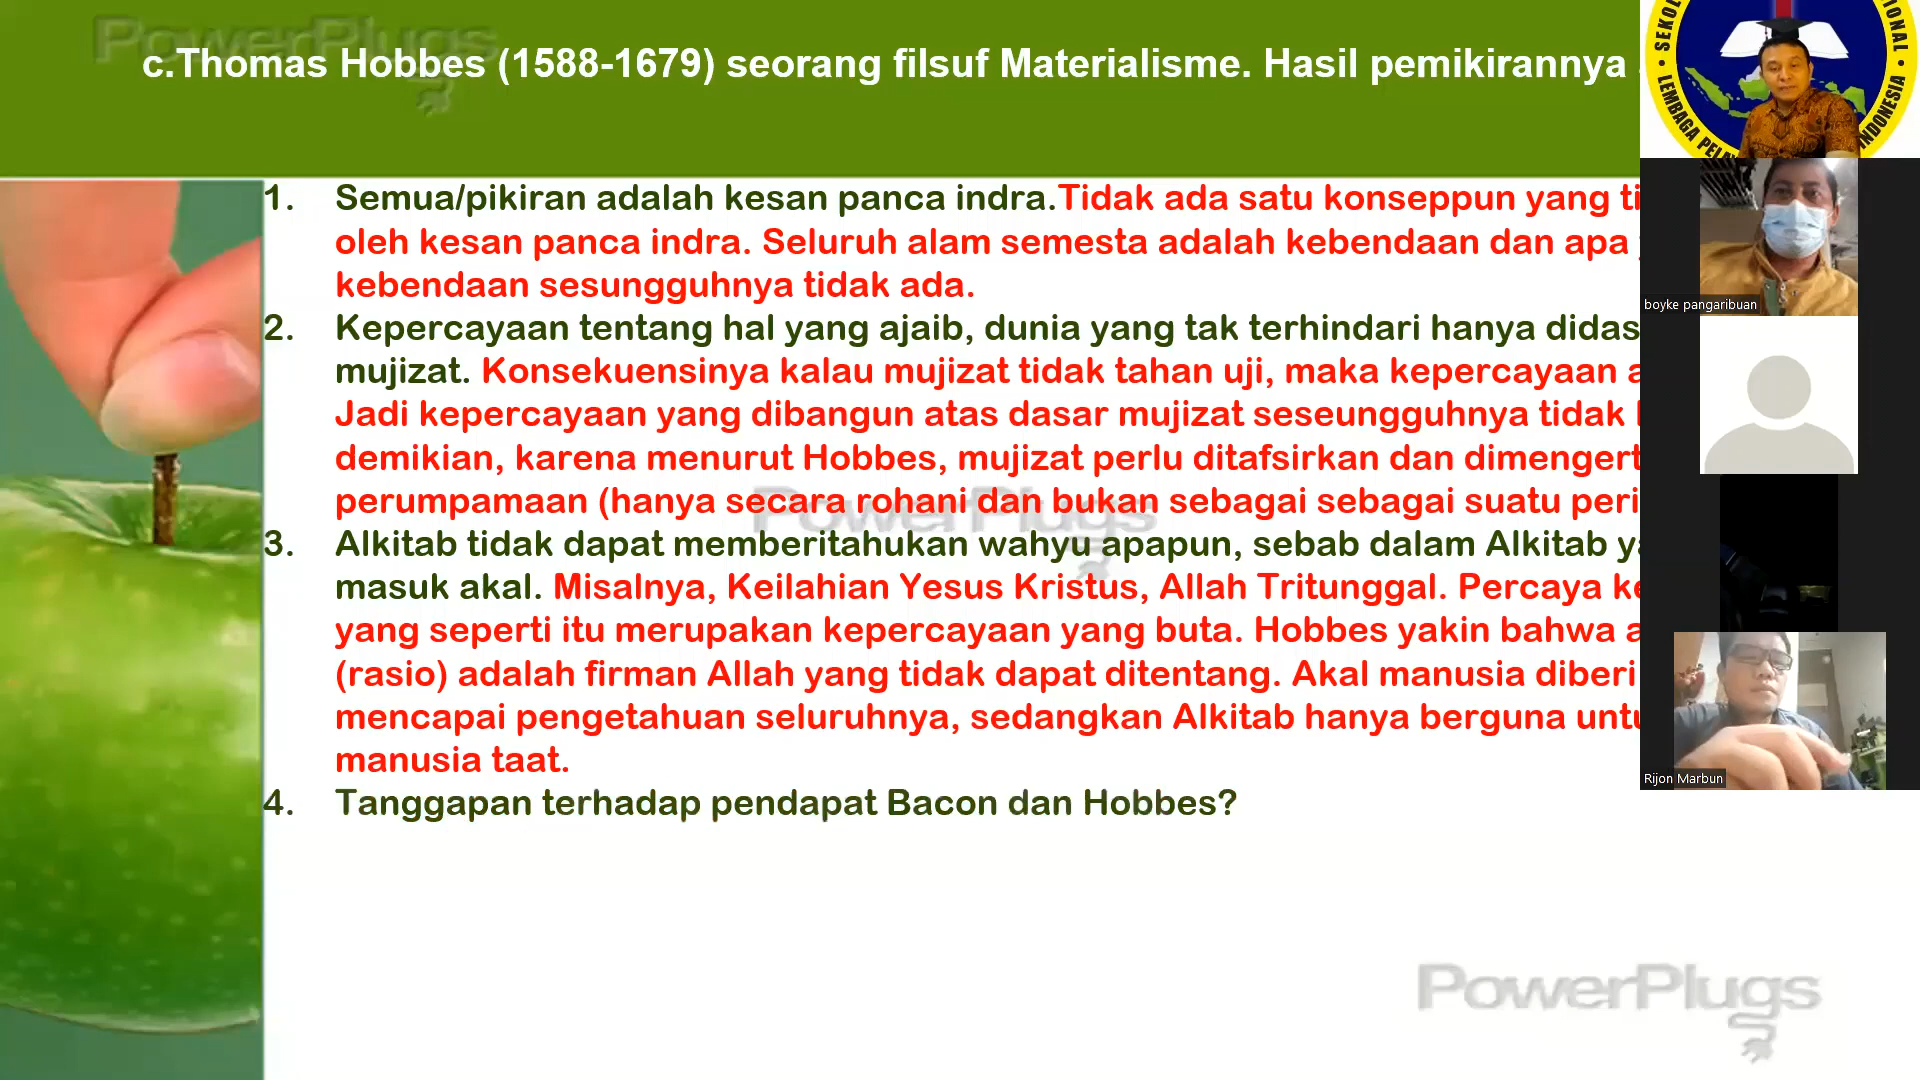 PowerPlugs
c.Thomas Hobbes (1588-1679) seorang filsuf Materialisme. Hasil pemikirannya
1. Semua/pikiran adalah kesan panca indra.Tidak ada satu konseppun yang
oleh kesan panca indra. Seluruh alam semesta adalah kebendaan dan apa
kebendaan sesungguhnya tidak ada.
2. Kepercayaan tentang hal yang ajaib, dunia yang tak terhindari hanya
mujizat. Konsekuensinya kalau mujizat tidak tahan uji, maka kepercayaan
Jadi kepercayaan yang dibangun atas dasar mujizat seseungguhnya tidak
demikian, karena menurut Hobbes, mujizat perlu ditafsirkan dan
perumpamaan (hanya secara rohani dan bukan sebagai sebagai suatu
PowerPlugs
3. Alkitab tidak dapat memberitahukan wahyu apapun, sebab dalam Alkitab
masuk akal. Misalnya, Keilahian Yesus Kristus, Allah Tritunggal. Percaya
yang seperti itu merupakan kepercayaan yang buta. Hobbes yakin bahwa
(rasio) adalah firman Allah yang tidak dapat ditentang. Akal manusia diberi
mencapai pengetahuan seluruhnya, sedangkan Alkitab hanya berguna
manusia taat.
4. Tanggapan terhadap pendapat Bacon dan Hobbes?
PowerPlugs
LEMBAGA
INDONESIA
boyke pangaribuan
Rijon Marbun